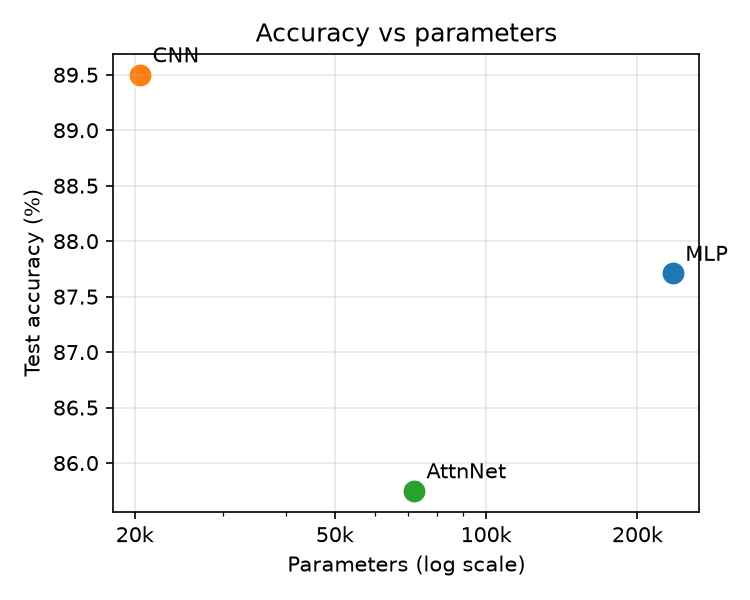 Accuracy vs parameters
CNN
89.5
89.0
88.5
88.0
MLP
87.5
87.0
86.5
AttnNet
86.0
Test accuracy (%)
20k 50k 100k 200k
Parameters (log scale)